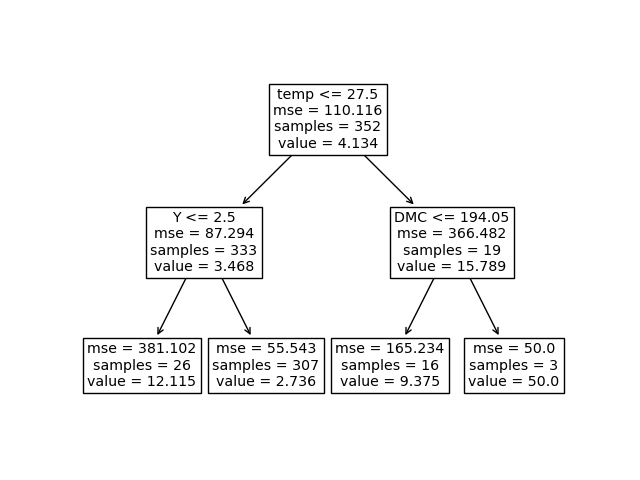 temp <= 27.5
mse = 110.116
samples = 352
value = 4.134
Y <= 2.5
mse = 87.294
samples = 333
value = 3.468
DMC <= 194.05
mse = 366.482
samples = 19
value = 15.789
mse = 381.102
samples = 26
value = 12.115
mse = 55.543
samples = 307
value = 2.736
mse = 165.234
samples = 16
value = 9.375
mse = 50.0
samples = 3
value = 50.0